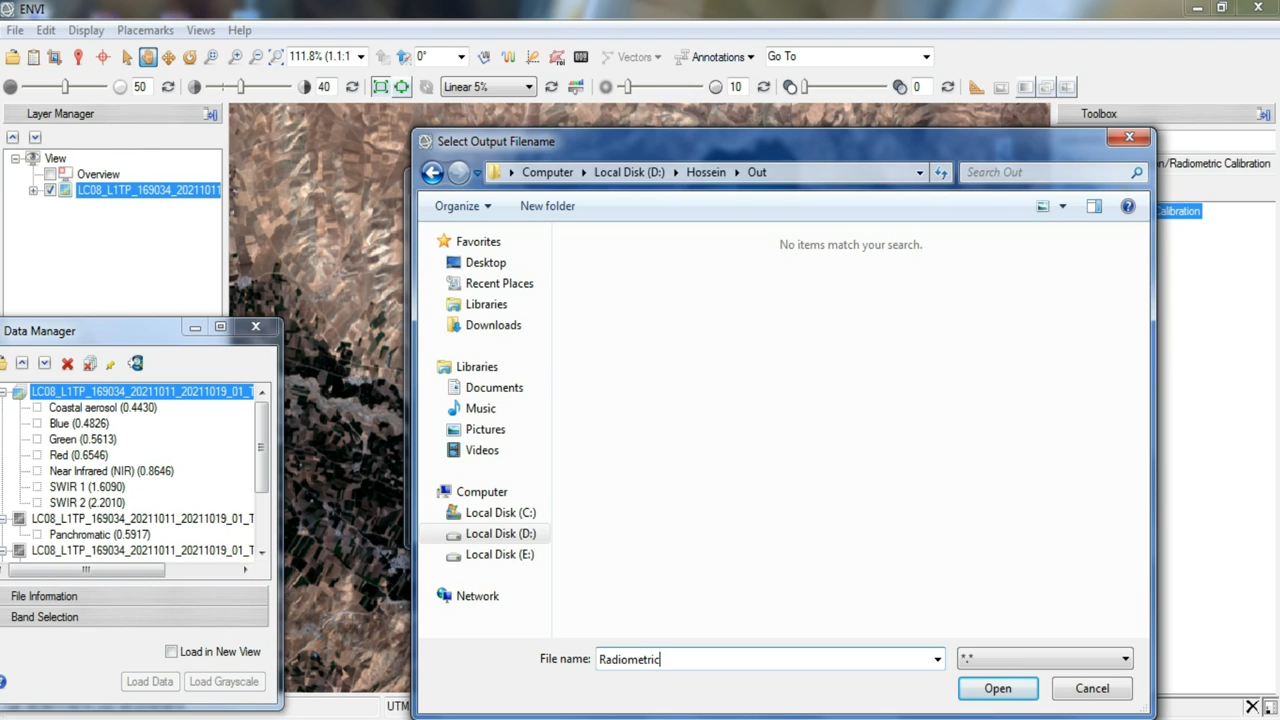 ENVI
File Edit Display Placemarks Views Help
111.8% (1.1:1 0° Vectors Annotations Go To
50 40 Linear 5% 10 0
Layer Manager
View
Overview
LC08_L1TP_169034_20211011
Toolbox
n/Radiometric Calibration
Calibration
Select Output Filename
Computer Local Disk (D:) Hossein Out
Search Out
Organize New folder
No items match your search.
Favorites
Desktop
Recent Places
Libraries
Downloads
Libraries
Documents
Music
Pictures
Videos
Computer
Local Disk (C:)
Local Disk (D:)
Local Disk (E:)
Network
File name: Radiometric
*.*
Open Cancel
Data Manager
LC08_L1TP_169034_20211011_20211019_01_T
Coastal aerosol (0.4430)
Blue (0.4826)
Green (0.5613)
Red (0.6546)
Near Infrared (NIR) (0.8646)
SWIR 1 (1.6090)
SWIR 2 (2.2010)
LC08_L1TP_169034_20211011_20211019_01_T
Panchromatic (0.5917)
LC08_L1TP_169034_20211011_20211019_01_T
File Information
Band Selection
Load in New View
Load Data Load Grayscale
UTM